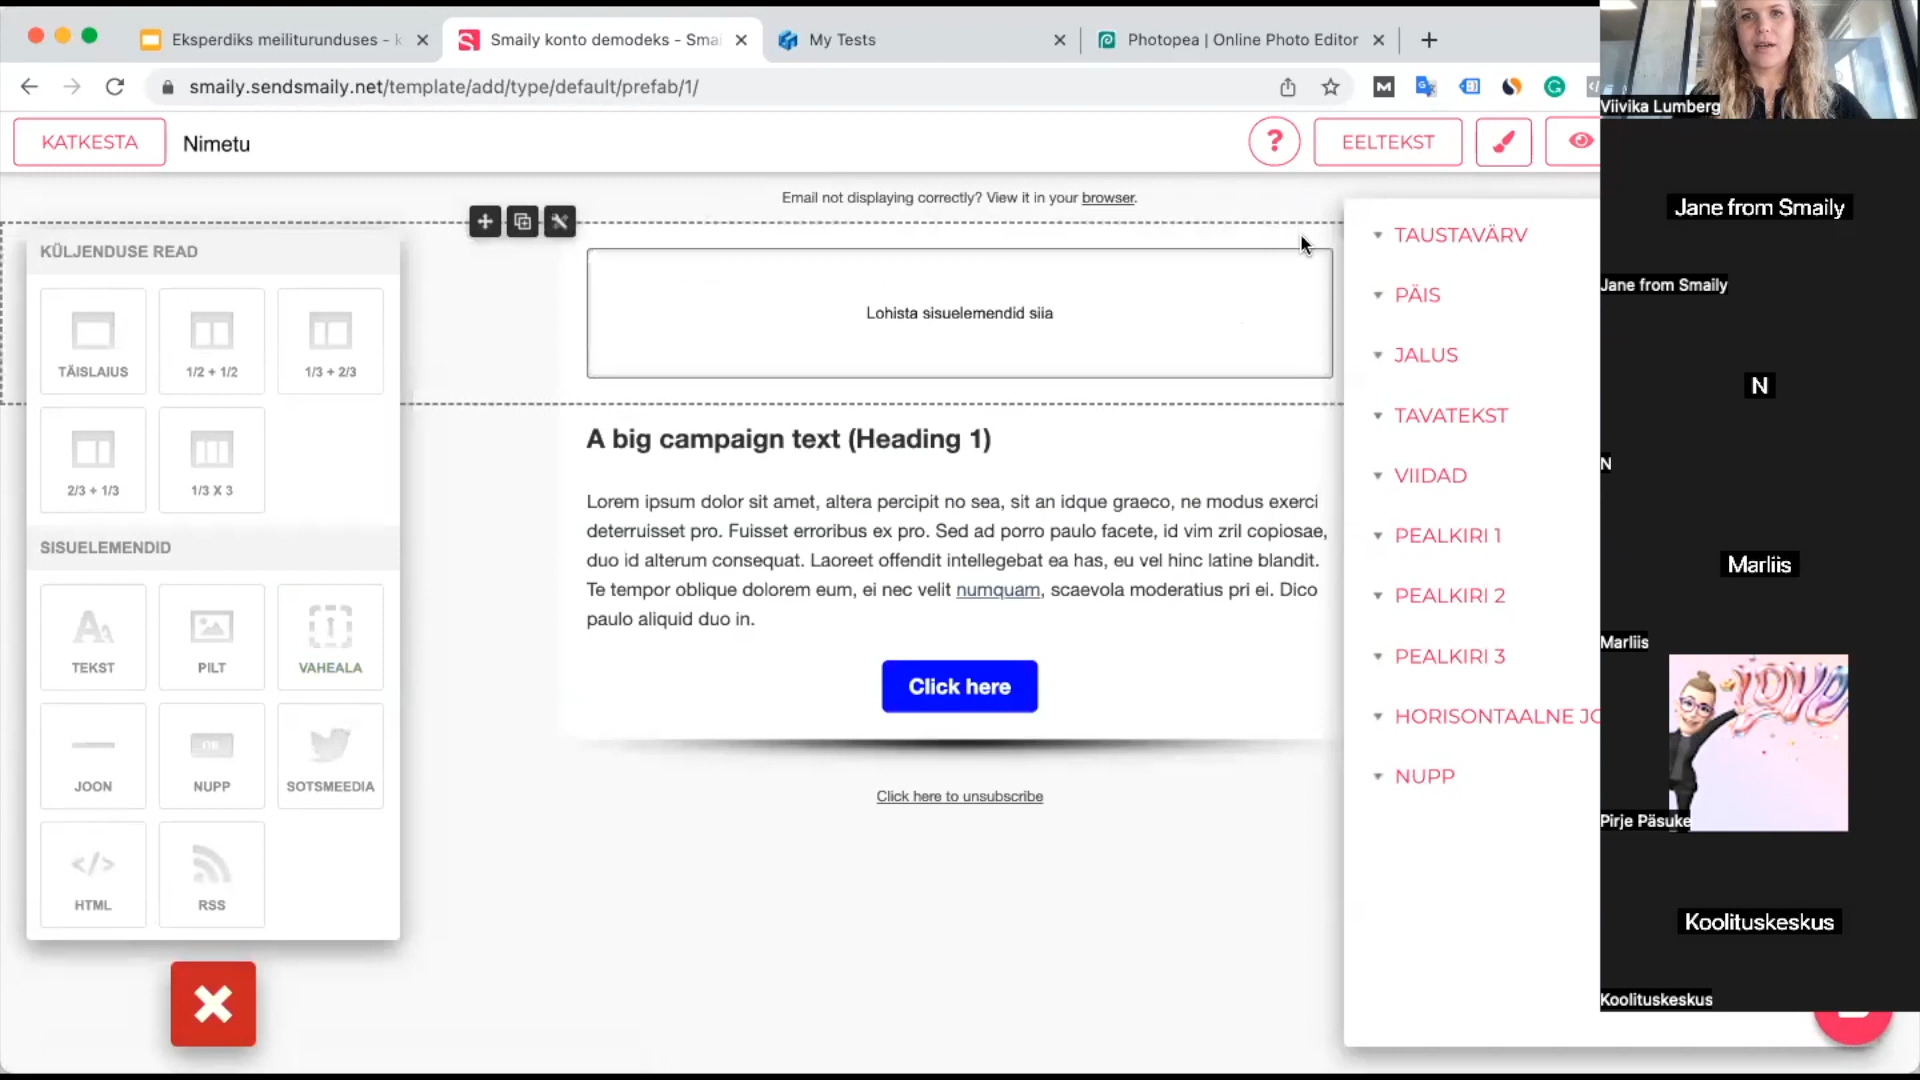 Eksperdiks meiliturunduses - k
Smaily konto demodeks - Smai
My Tests
Photopea | Online Photo Editor
smaily.sendsmaily.net/template/add/type/default/prefab/1/
KATKESTA
Nimetu
?
EELTEKST
Email not displaying correctly? View it in your browser.
KÜLJENDUSE READ
TÄISLAIUS
1/2 + 1/2
1/3 + 2/3
2/3 + 1/3
1/3 X 3
SISUELEMENDID
TEKST
PILT
VAHEALA
JOON
NUPP
SOTSMEEDIA
HTML
RSS
Lohista sisuelemendid siia
A big campaign text (Heading 1)
Lorem ipsum dolor sit amet, altera percipit no sea, sit an idque graeco, ne modus exerci
deterruisset pro. Fuisset erroribus ex pro. Sed ad porro paulo facete, id vim zril copiosae,
duo id alterum consequat. Laoreet offendit intellegebat ea has, eu vel hinc latine blandit.
Te tempor oblique dolorem eum, ei nec velit numquam, scaevola moderatius pri ei. Dico
paulo aliquid duo in.
Click here
Click here to unsubscribe
TAUSTAVÄRV
PÄIS
JALUS
TAVATEKST
VIIDAD
PEALKIRI 1
PEALKIRI 2
PEALKIRI 3
HORISONTAALNE JO
NUPP
Viivika Lumberg
Jane from Smaily
Jane from Smaily
N
N
Marliis
Marliis
Pirje Päsuke
Koolituskeskus
Koolituskeskus